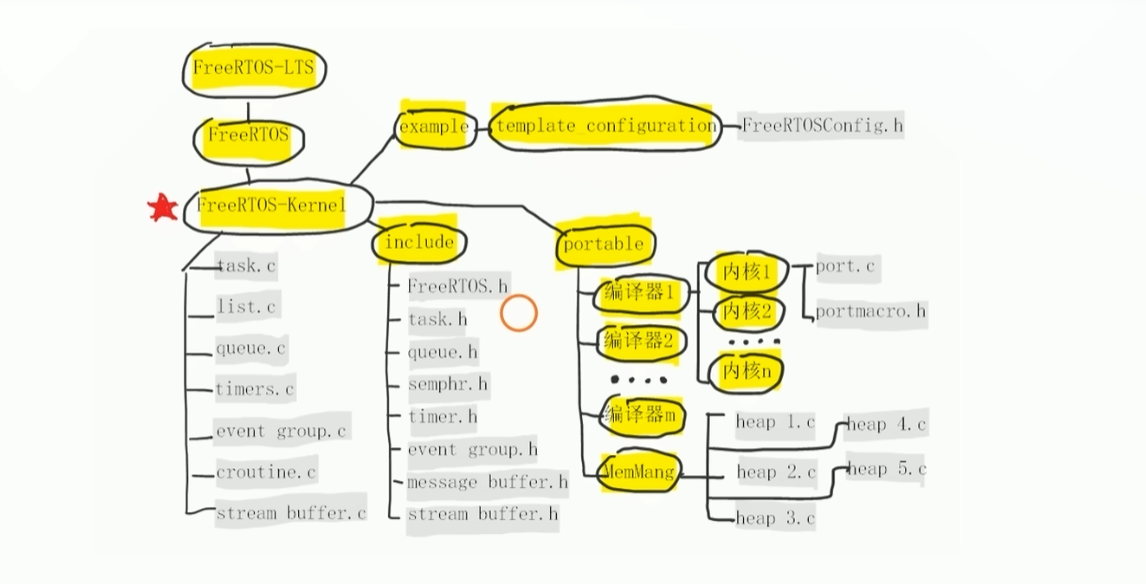 FreeRTOS-LTS
FreeRTOS
FreeRTOS-Kernel
example
template_configuration
FreeRTOSConfig.h
task.c
list.c
queue.c
timers.c
event group.c
croutine.c
stream buffer.c
include
FreeRTOS.h
task.h
queue.h
semphr.h
timer.h
event group.h
message buffer.h
stream buffer.h
portable
编译器1
编译器2
....
编译器m
MemMang
内核1
内核2
....
内核n
port.c
portmacro.h
heap 1.c
heap 2.c
heap 3.c
heap 4.c
heap 5.c